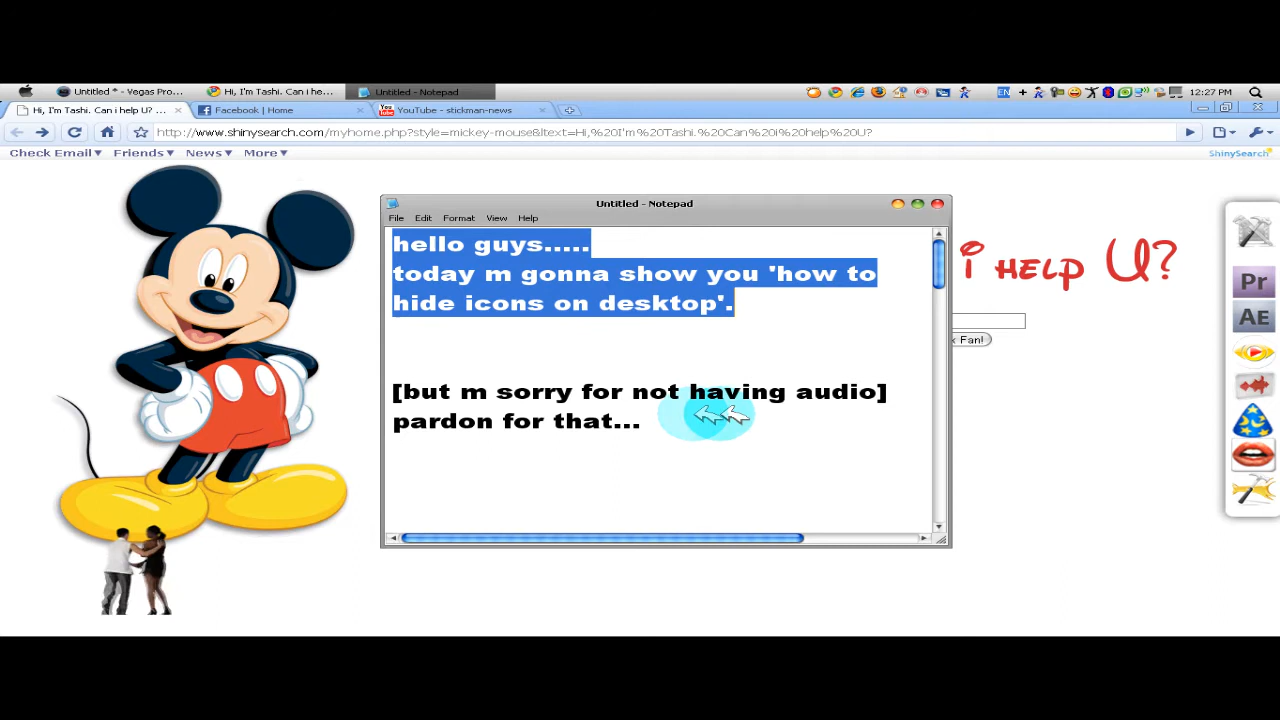 Untitled * - Vegas Pro...
Hi, I'm Tashi. Can i he...
Untitled - Notepad
EN
12:27 PM
Hi, I'm Tashi. Can i help U? ...
Facebook | Home
YouTube - stickman-news
http://www.shinysearch.com/myhome.php?style=mickey-mouse&ltext=Hi,%20I'm%20Tashi.%20Can%20i%20help%20U?
Check Email
Friends
News
More
ShinySearch
Untitled - Notepad
File Edit Format View Help
hello guys.....
today m gonna show you 'how to
hide icons on desktop'.
[but m sorry for not having audio]
pardon for that...
i HELP U?
Fan!
Pr
AE